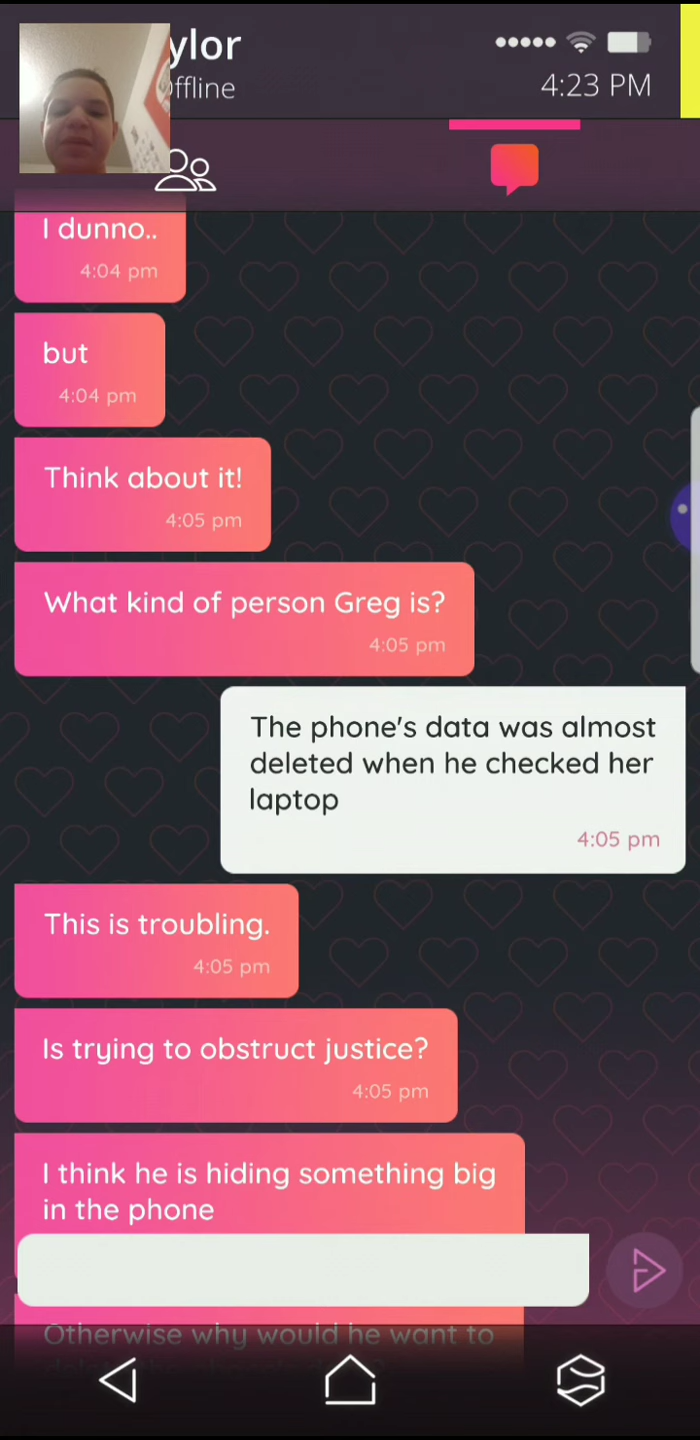 ylor
ffline
4:23 PM
I dunno..
4:04 pm
but
4:04 pm
Think about it!
4:05 pm
What kind of person Greg is?
4:05 pm
The phone's data was almost
deleted when he checked her
laptop
4:05 pm
This is troubling.
4:05 pm
Is trying to obstruct justice?
4:05 pm
I think he is hiding something big
in the phone
Otherwise why would he want to